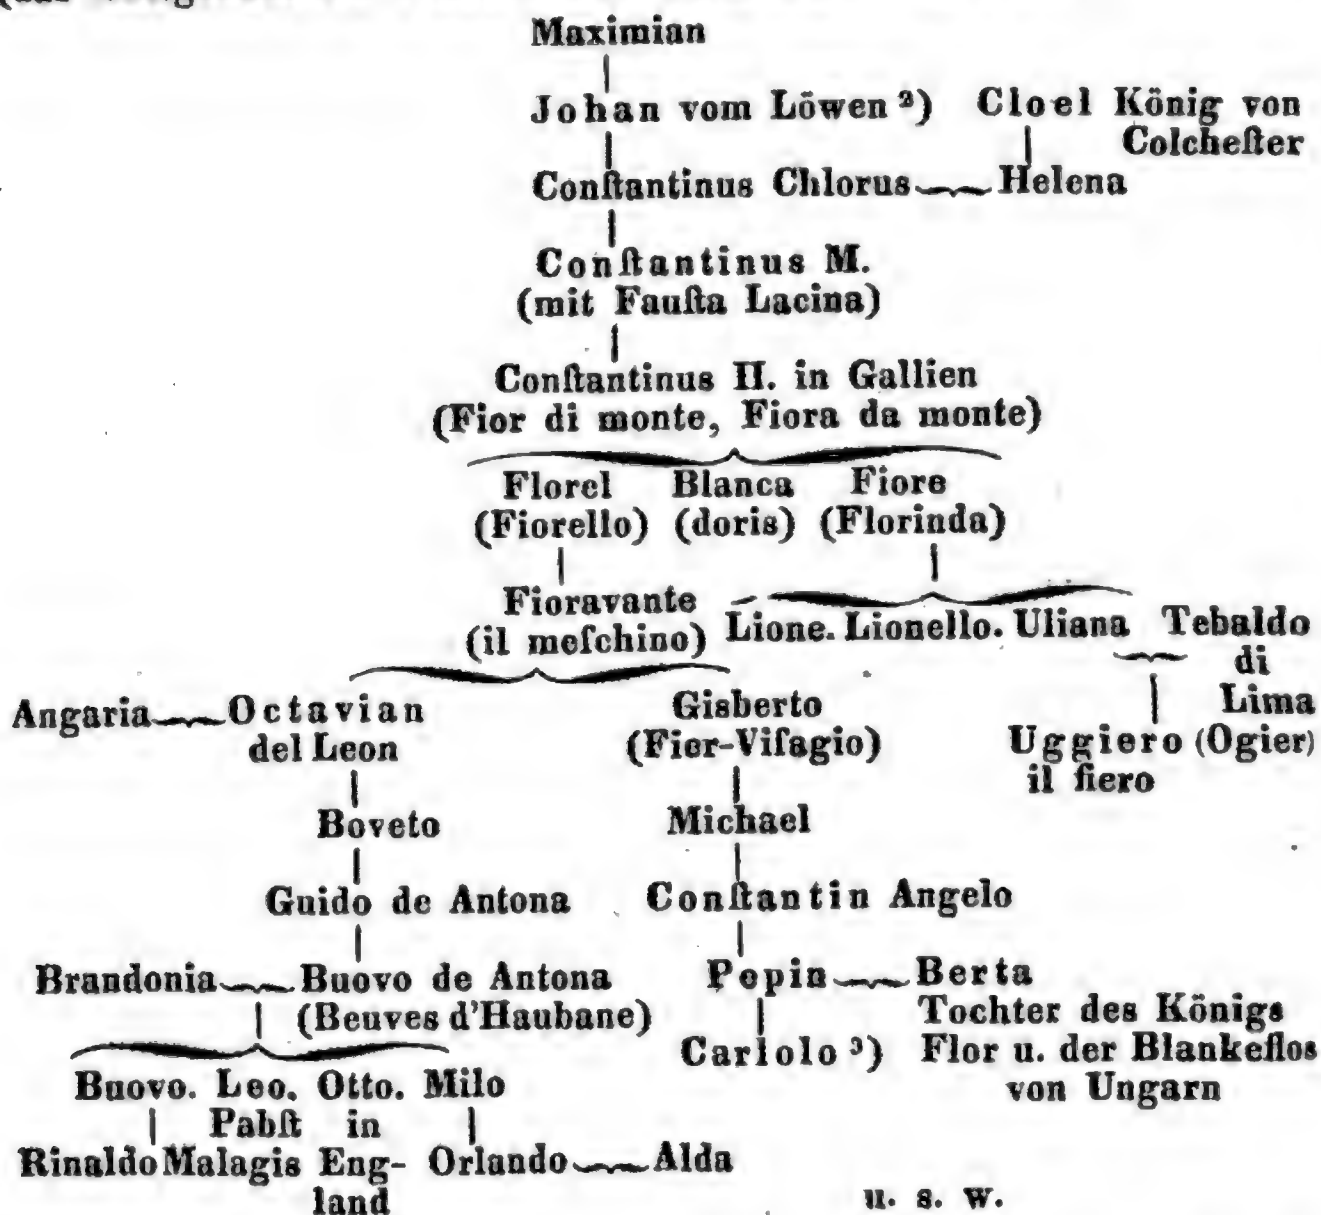 Maximian
Johan vom Löwen ²) Cloel König von
Colcheſter
Conſtantinus Chlorus Helena
Conſtantinus M.
(mit Fauſta Lacina)
Conſtantinus II. in Gallien
(Fior di monte, Fiora da monte)
Florel Blanca Fiore
(Fiorello) (doris) (Florinda)
Fioravante
(il meſchino) Lione. Lionello. Uliana Tebaldo
di
Angaria Octavian Gisberto Lima
del Leon (Fier-Viſagio) Uggiero (Ogier)
il fiero
Boveto Michael
Guido de Antona Conſtantin Angelo
Brandonia Buovo de Antona Pepin Berta
(Beuves d'Haubane) Tochter des Königs
Carlolo ³) Flor u. der Blankeflos
Buovo. Leo. Otto. Milo von Ungarn
Pabſt in
Rinaldo Malagis Eng- Orlando Alda
land
u. s. w.